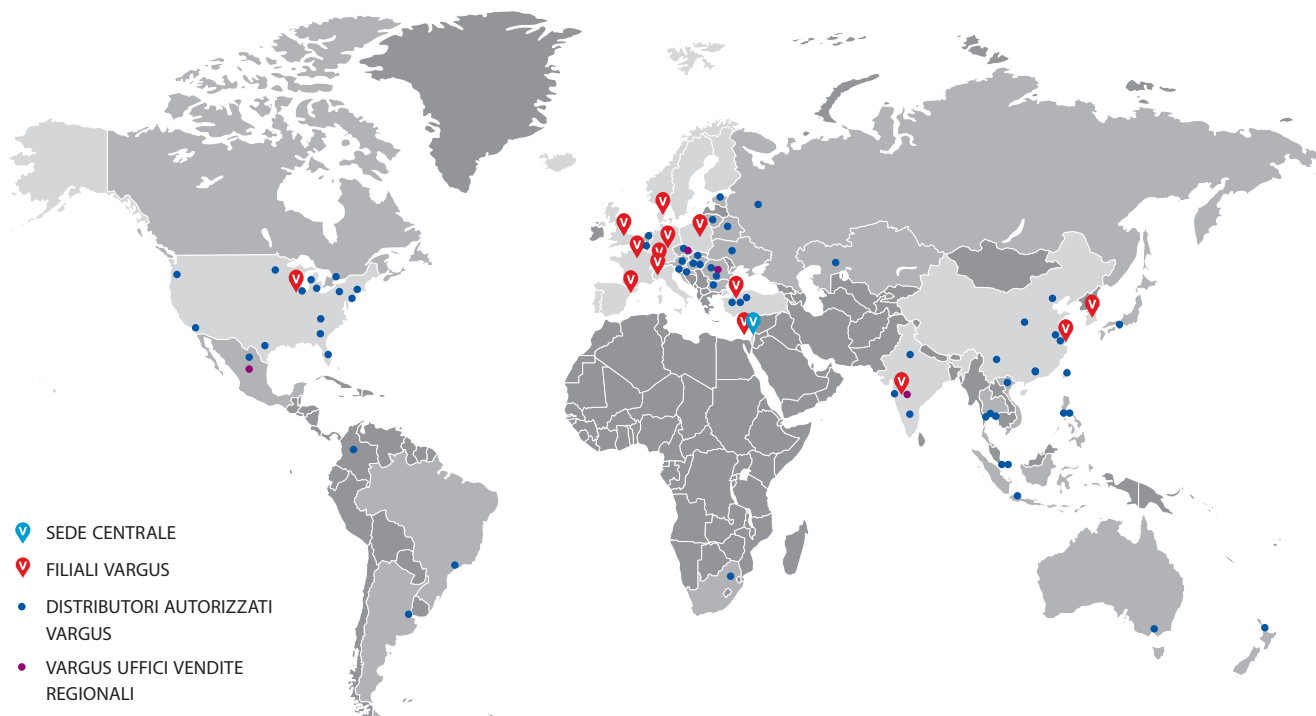 SEDE CENTRALE
FILIALI VARGUS
DISTRIBUTORI AUTORIZZATI
VARGUS
VARGUS UFFICI VENDITE
REGIONALI